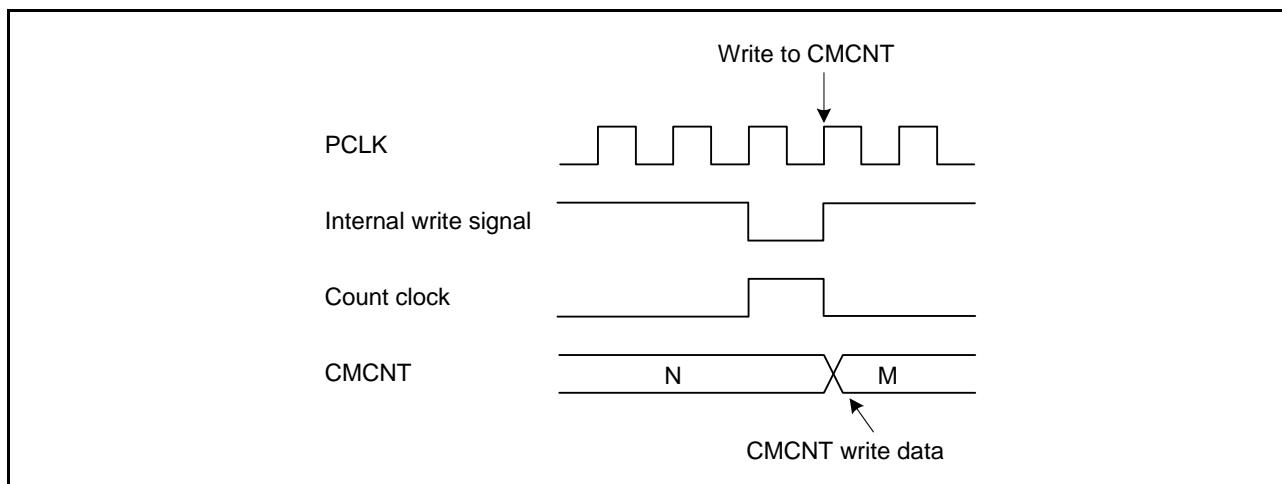 Write to CMCNT
PCLK
Internal write signal
Count clock
CMCNT
N
M
CMCNT write data